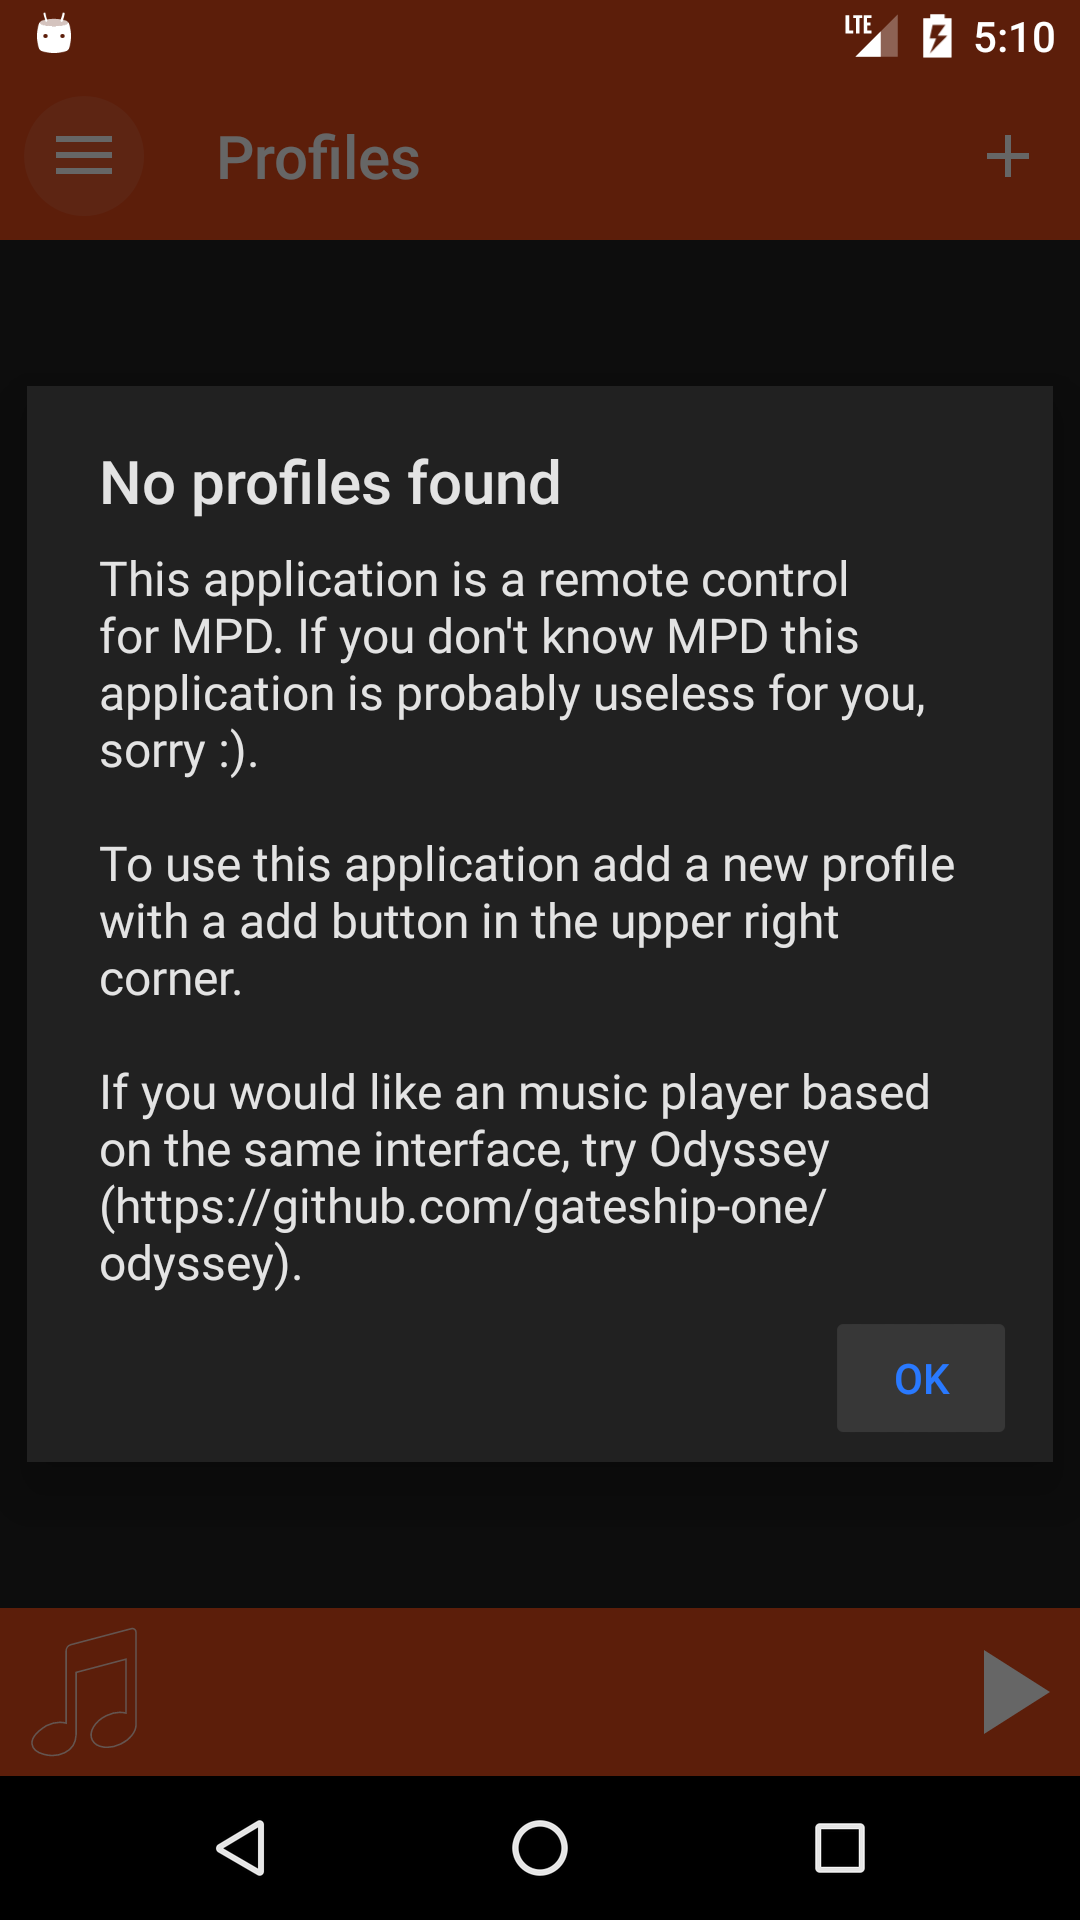 LTE 5:10
Profiles
No profiles found
This application is a remote control
for MPD. If you don't know MPD this
application is probably useless for you,
sorry :).
To use this application add a new profile
with a add button in the upper right
corner.
If you would like an music player based
on the same interface, try Odyssey
(https://github.com/gateship-one/
odyssey).
OK